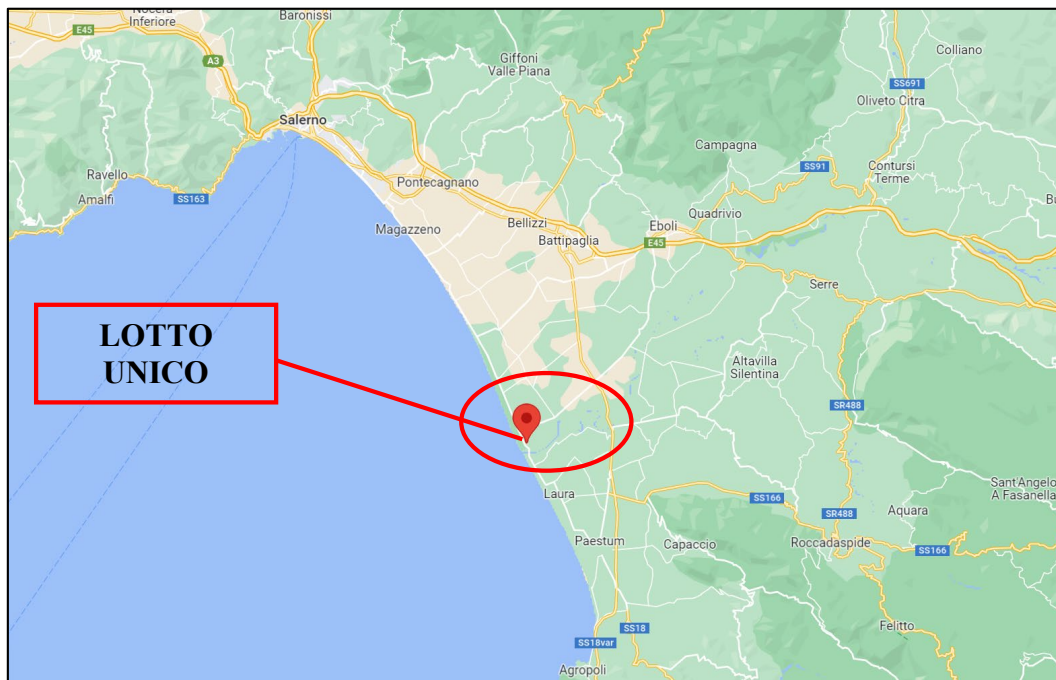 Nocera
Inferiore
Baronissi
E45
A3
Giffoni
Valle Piana
Colliano
SS691
Oliveto Citra
Salerno
Campagna
SS91
Contursi
Terme
Ravello
Amalfi
SS163
Pontecagnano
Quadrivio
Magazzeno
Bellizzi
Eboli
Battipaglia
E45
Serre
LOTTO
UNICO
Altavilla
Silentina
SR488
Laura
Sant'Angelo
A Fasanella
SS166
SR488
Aquara
Paestum
Capaccio
Roccadaspide
SS166
Felitto
SS18var
SS18
Agropoli